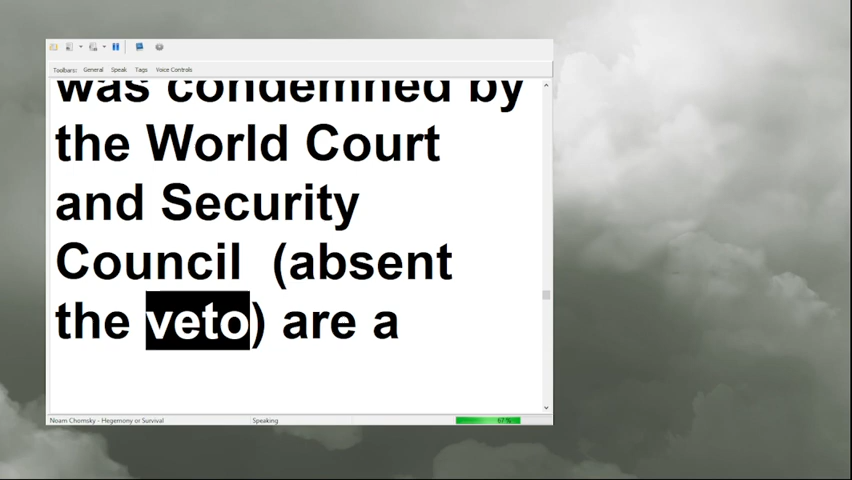 Toolbars: General Speak Tags Voice Controls
was condemned by
the World Court
and Security
Council (absent
the veto) are a
Noam Chomsky - Hegemony or Survival Speaking 67 %